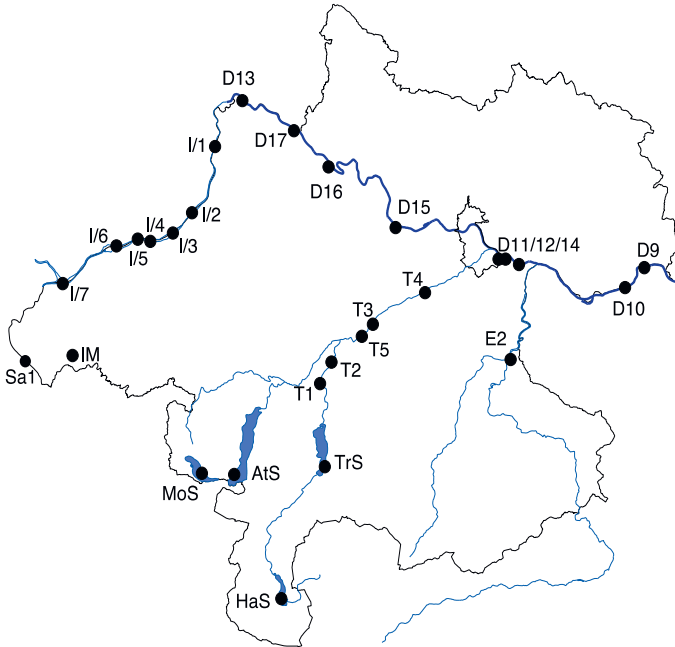 D13
I/1
D17
D16
I/2
D15
I/4
I/6
I/3
I/5
D11/12/14
D9
I/7
T4
D10
T3
E2
T5
IM
Sa1
T2
T1
TrS
AtS
MoS
HaS